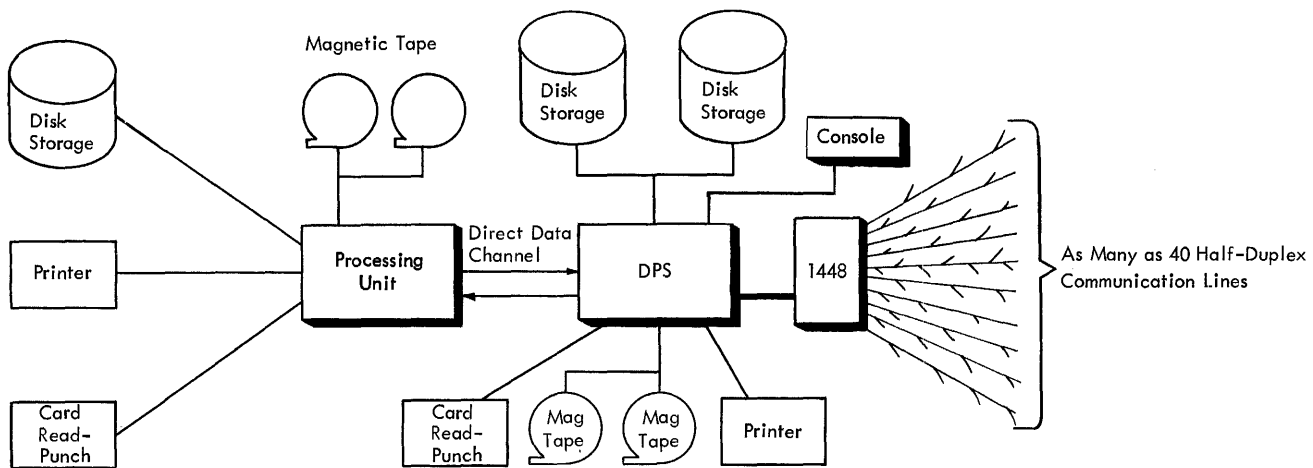 Magnetic Tape
Disk
Storage
Disk
Storage
Disk
Storage
Console
Printer
Processing
Unit
Direct Data
Channel
DPS
1448
As Many as 40 Half-Duplex
Communication Lines
Card
Read-
Punch
Card
Read-
Punch
Mag
Tape
Mag
Tape
Printer